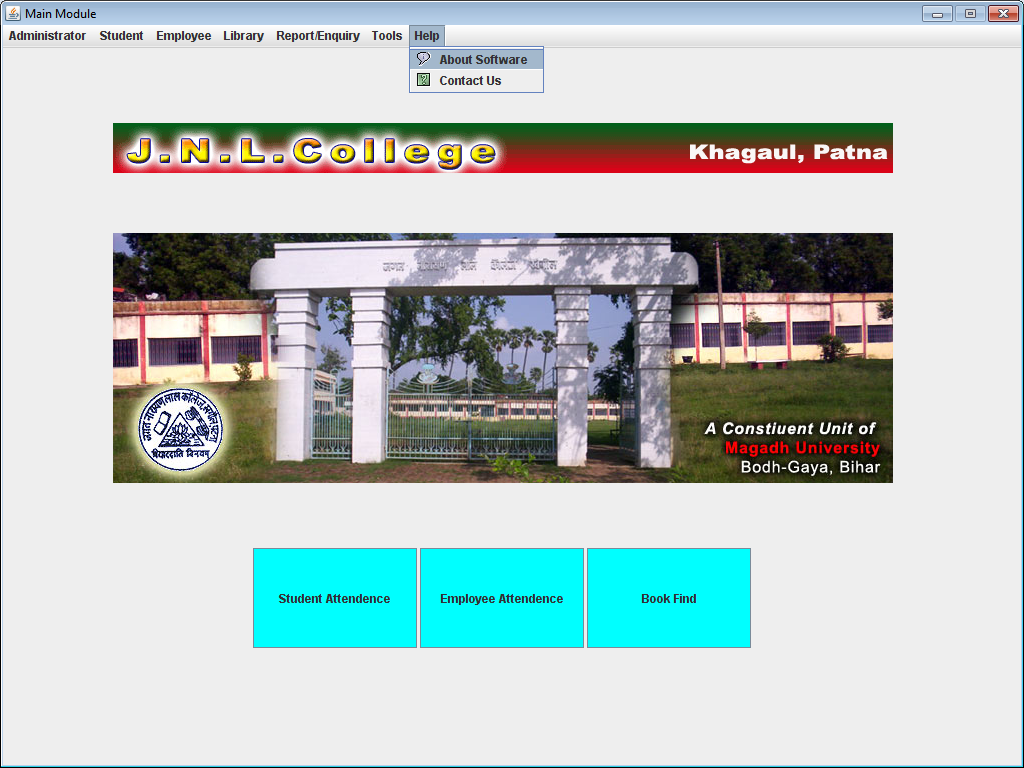 Main Module
Administrator Student Employee Library Report/Enquiry Tools Help
About Software
Contact Us
J.N.L.College
Khagaul, Patna
A Constiuent Unit of
Magadh University
Bodh-Gaya, Bihar
Student Attendence Employee Attendence Book Find